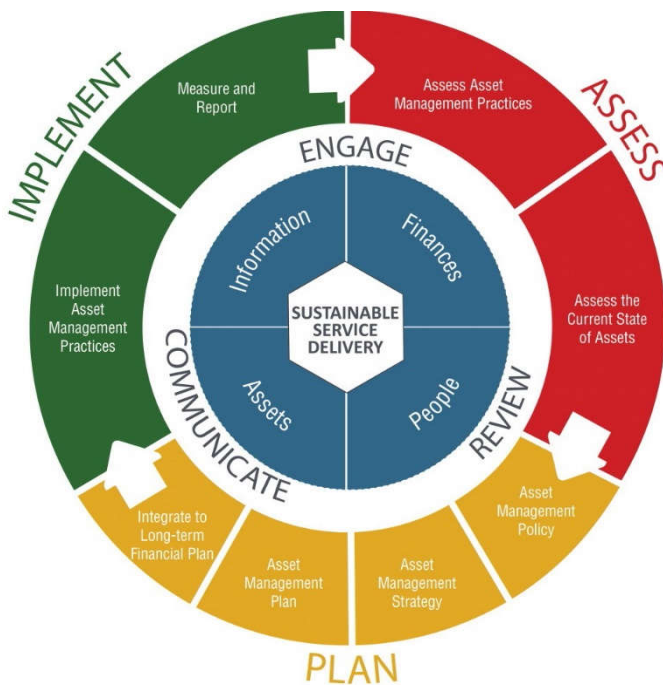 IMPLEMENT
Measure and
Report
Assess Asset
Management Practices
ASSESS
ENGAGE
Information
Finances
Implement
Asset
Management
Practices
SUSTAINABLE
SERVICE
DELIVERY
Assess the
Current State
of Assets
COMMUNICATE
Assets
People
REVIEW
Integrate to
Long-term
Financial Plan
Asset
Management
Plan
Asset
Management
Strategy
Asset
Management
Policy
PLAN